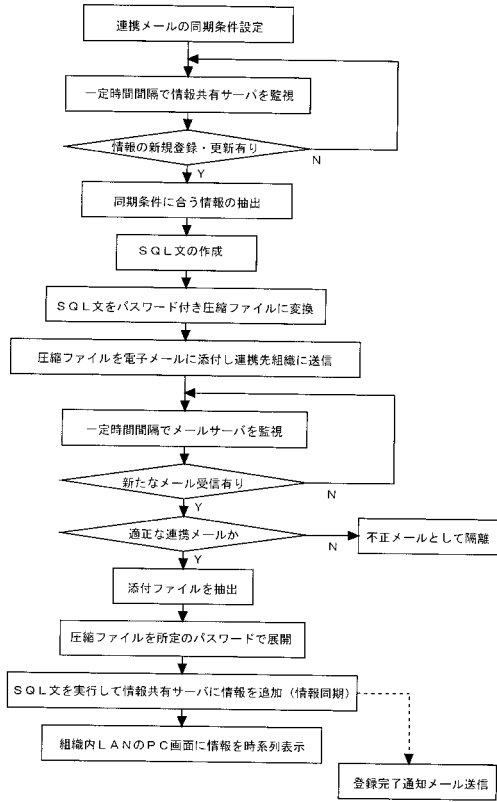 連携メールの同期条件設定
一定時間間隔で情報共有サーバを監視
情報の新規登録・更新有り
N
Y
同期条件に合う情報の抽出
SQL文の作成
SQL文をパスワード付き圧縮ファイルに変換
圧縮ファイルを電子メールに添付し連携先組織に送信
一定時間間隔でメールサーバを監視
新たなメール受信有り
N
Y
適正な連携メールか
N
不正メールとして隔離
Y
添付ファイルを抽出
圧縮ファイルを所定のパスワードで展開
SQL文を実行して情報共有サーバに情報を追加(情報同期)
組織内LANのPC画面に情報を時系列表示
登録完了通知メール送信